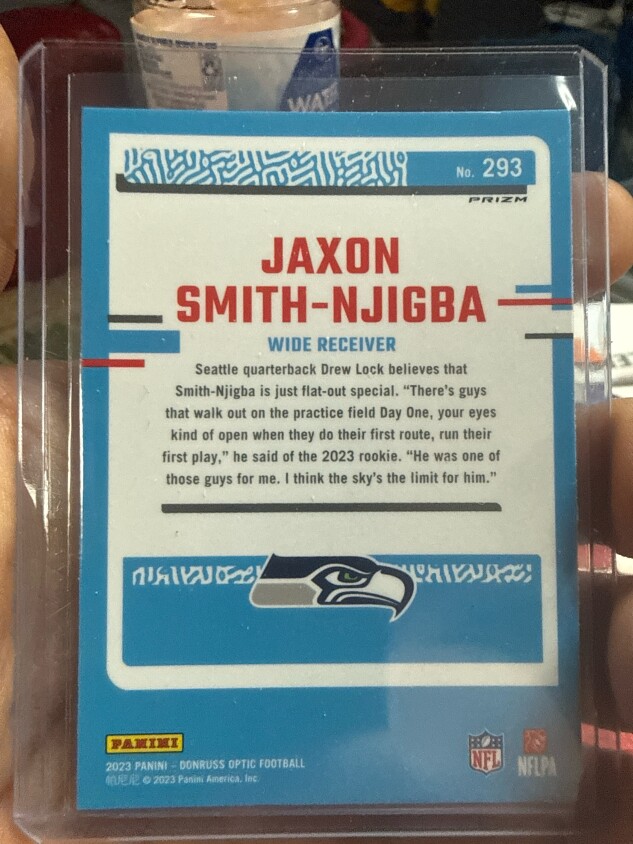 WAT
No. 293
PRIZM
JAXON
SMITH-NJIGBA
WIDE RECEIVER
Seattle quarterback Drew Lock believes that
Smith-Njigba is just flat-out special. “There's guys
that walk out on the practice field Day One, your eyes
kind of open when they do their first route, run their
first play,” he said of the 2023 rookie. “He was one of
those guys for me. I think the sky's the limit for him.”
PANINI
2023 PANINI – DONRUSS OPTIC FOOTBALL
帕尼尼 © 2023 Panini America, Inc.
NFL
NFLPA